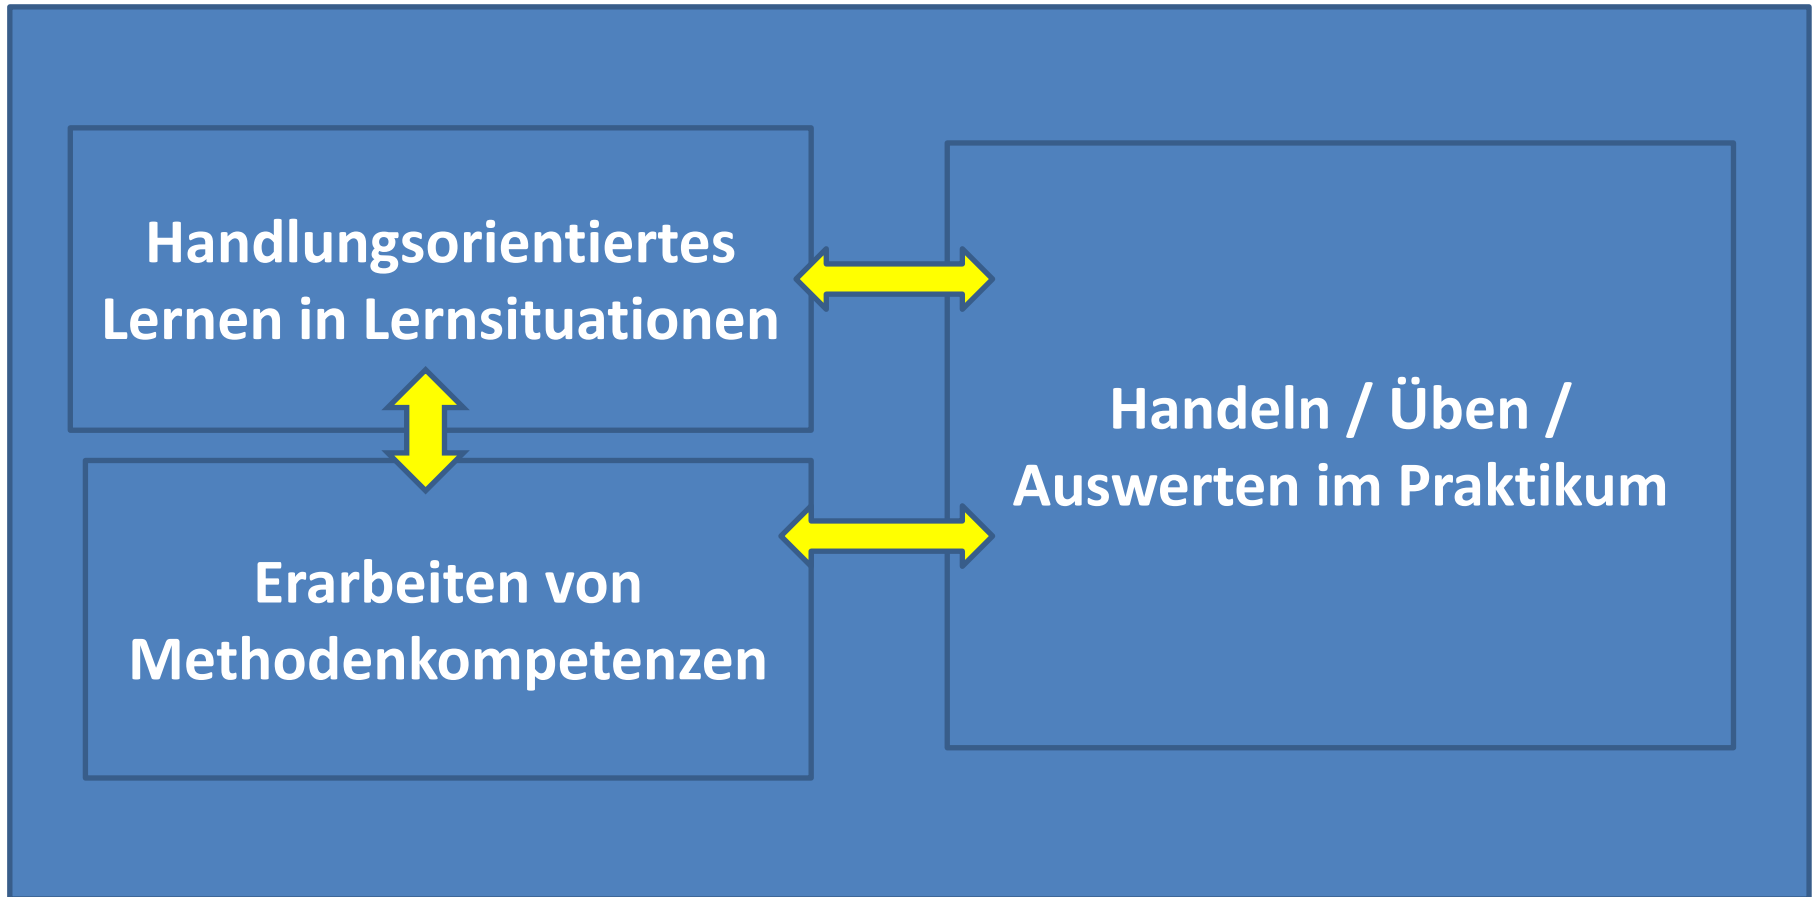 Handlungsorientiertes
Lernen in Lernsituationen
Erarbeiten von
Methodenkompetenzen
Handeln / Üben /
Auswerten im Praktikum